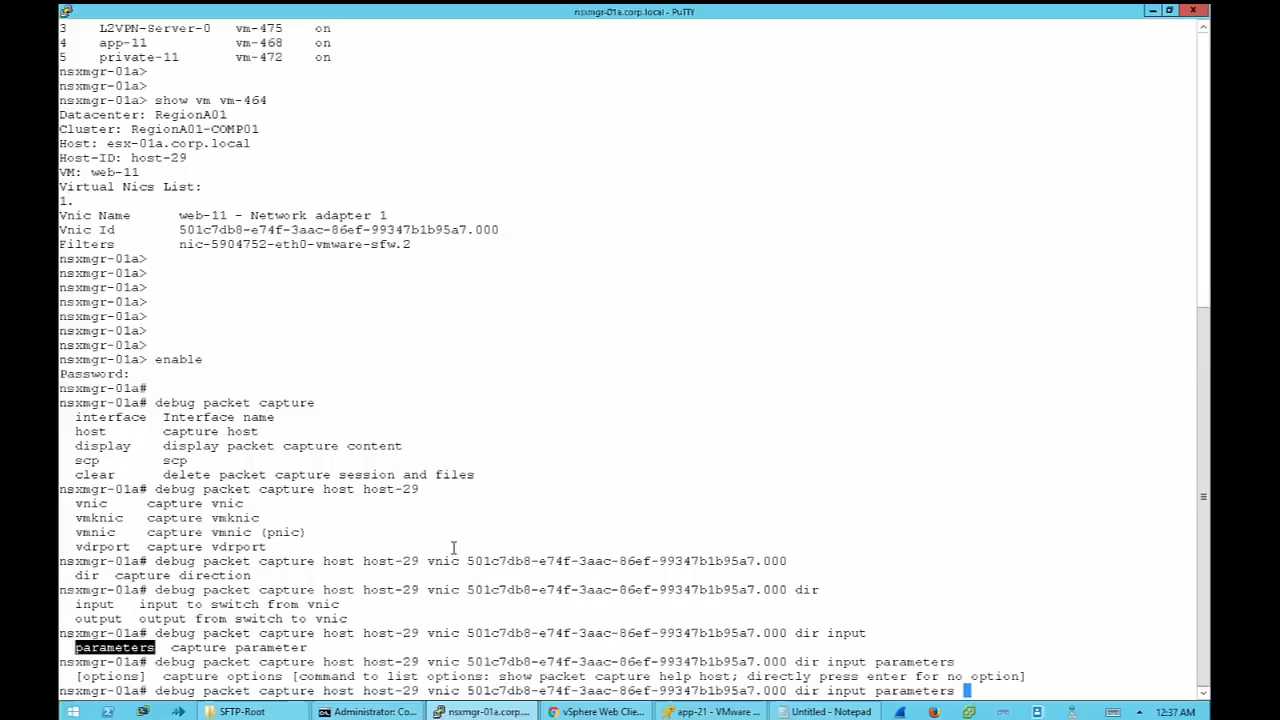 nsxmgr-01a.corp.local - PuTTY
3    L2VPN-Server-0   vm-475    on
4    app-11           vm-468    on
5    private-11       vm-472    on
nsxmgr-01a>
nsxmgr-01a>
nsxmgr-01a> show vm vm-464
Datacenter: RegionA01
Cluster: RegionA01-COMP01
Host: esx-01a.corp.local
Host-ID: host-29
VM: web-11
Virtual Nics List:
1.
Vnic Name      web-11 - Network adapter 1
Vnic Id        501c7db8-e74f-3aac-86ef-99347b1b95a7.000
Filters        nic-5904752-eth0-vmware-sfw.2
nsxmgr-01a>
nsxmgr-01a>
nsxmgr-01a>
nsxmgr-01a>
nsxmgr-01a>
nsxmgr-01a>
nsxmgr-01a>
nsxmgr-01a> enable
Password:
nsxmgr-01a#
nsxmgr-01a# debug packet capture
  interface  Interface name
  host       capture host
  display    display packet capture content
  scp        scp
  clear      delete packet capture session and files
nsxmgr-01a# debug packet capture host host-29
  vnic     capture vnic
  vmknic   capture vmknic
  vmnic    capture vmnic (pnic)
  vdrport  capture vdrport
nsxmgr-01a# debug packet capture host host-29 vnic 501c7db8-e74f-3aac-86ef-99347b1b95a7.000
  dir  capture direction
nsxmgr-01a# debug packet capture host host-29 vnic 501c7db8-e74f-3aac-86ef-99347b1b95a7.000 dir
  input   input to switch from vnic
  output  output from switch to vnic
nsxmgr-01a# debug packet capture host host-29 vnic 501c7db8-e74f-3aac-86ef-99347b1b95a7.000 dir input
  parameters  capture parameter
nsxmgr-01a# debug packet capture host host-29 vnic 501c7db8-e74f-3aac-86ef-99347b1b95a7.000 dir input parameters
  [options]  capture options [command to list options: show packet capture help host; directly press enter for no option]
nsxmgr-01a# debug packet capture host host-29 vnic 501c7db8-e74f-3aac-86ef-99347b1b95a7.000 dir input parameters
SFTP-Root Administrator: Co... nsxmgr-01a.corp.... vSphere Web Clie... app-21 - VMware ... Untitled - Notepad 12:37 AM